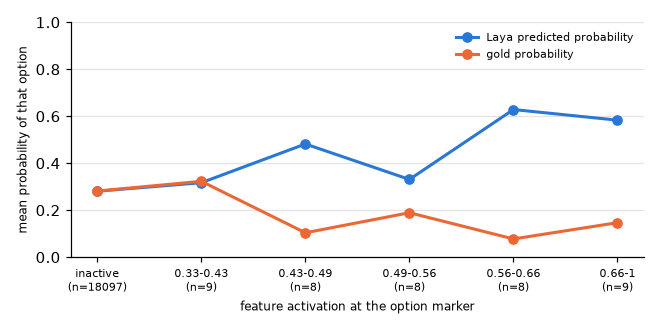 1.0
0.8
0.6
0.4
0.2
0.0
mean probability of that option
Laya predicted probability
gold probability
inactive
(n=18097)
0.33-0.43
(n=9)
0.43-0.49
(n=8)
0.49-0.56
(n=8)
0.56-0.66
(n=8)
0.66-1
(n=9)
feature activation at the option marker